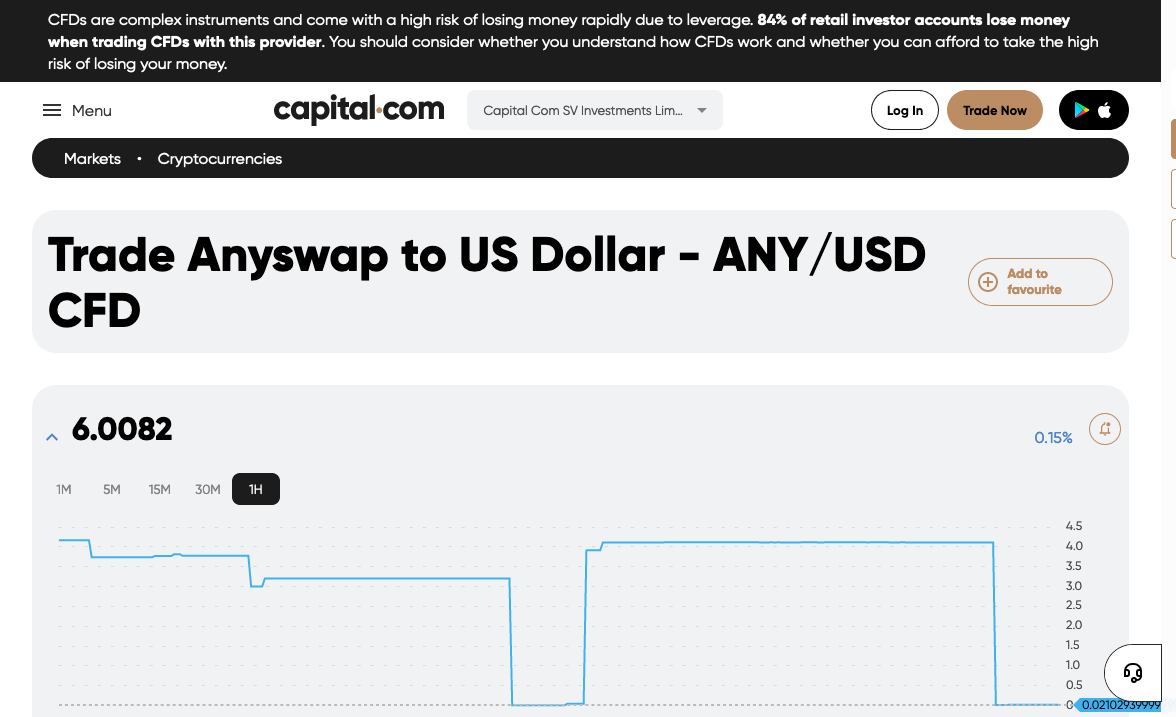 CFDs are complex instruments and come with a high risk of losing money rapidly due to leverage. 84% of retail investor accounts lose money
when trading CFDs with this provider. You should consider whether you understand how CFDs work and whether you can afford to take the high
risk of losing your money.
Menu
capital.com
Capital Com SV Investments Lim...
Log In
Trade Now
Markets • Cryptocurrencies
Trade Anyswap to US Dollar - ANY/USD
CFD
Add to
favourite
6.0082
0.15%
1M 5M 15M 30M 1H
4.5
4.0
3.5
3.0
2.5
2.0
1.5
1.0
0.5
0
0.02102939999